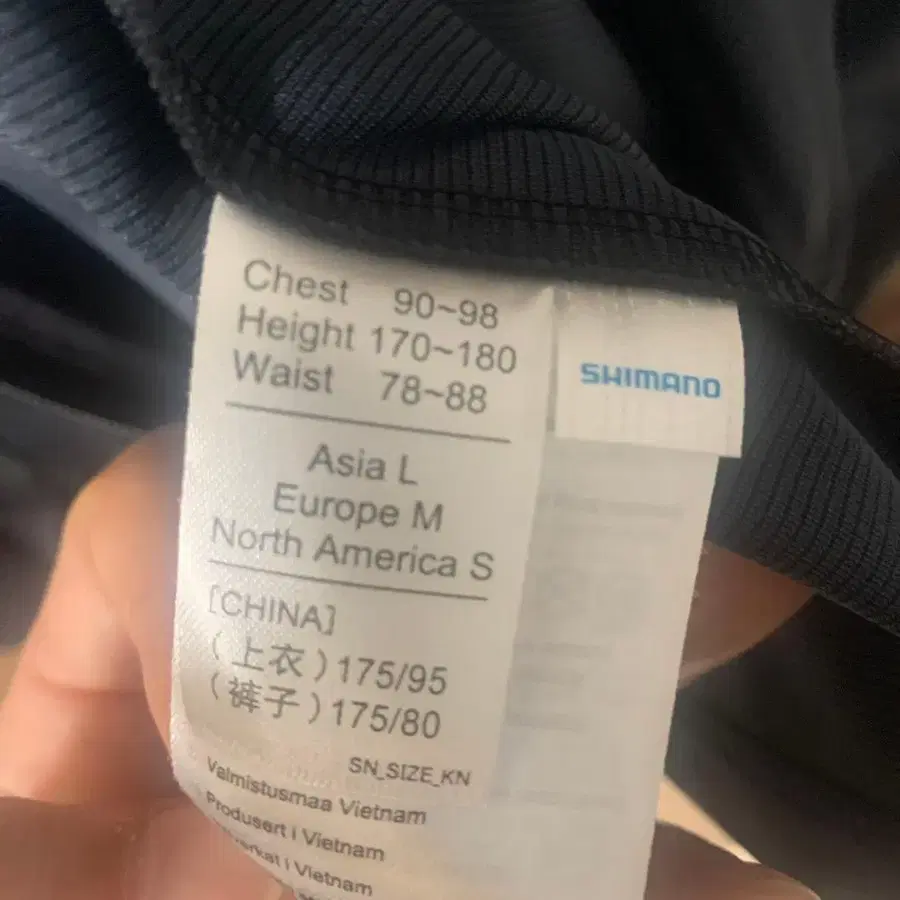 Chest 90~98
Height 170~180
Waist 78~88
SHIMANO
Asia L
Europe M
North America S
[CHINA]
(上衣)175/95
(裤子)175/80
SN_SIZE_KN
Valmistusmaa Vietnam
Produsert i Vietnam
i Vietnam